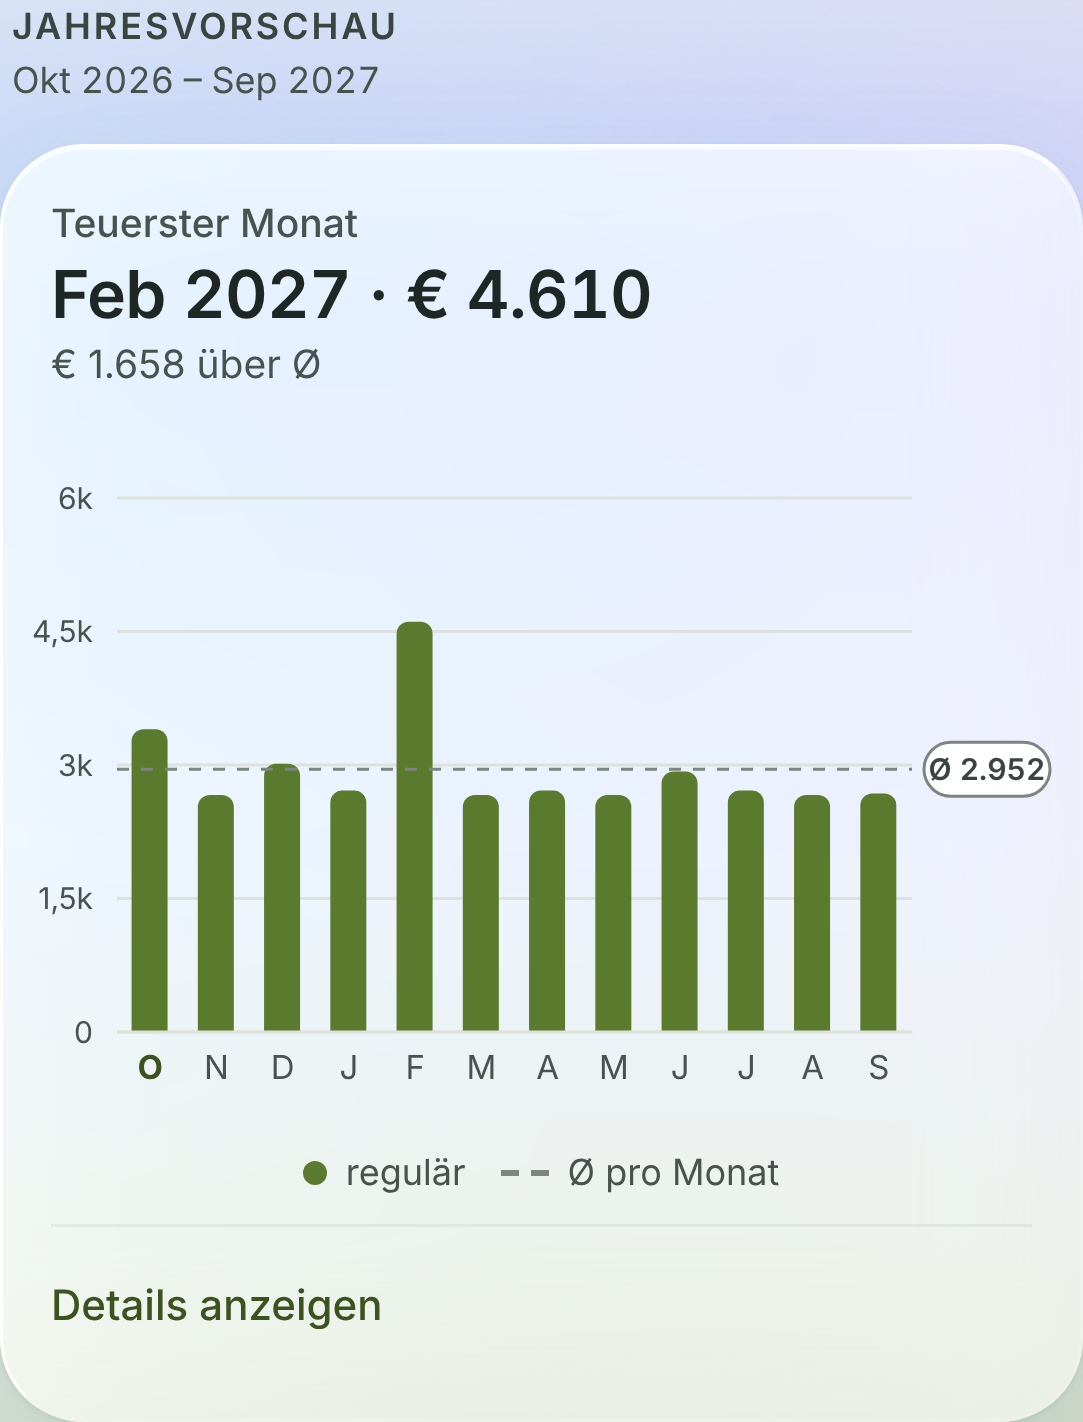 JAHRESVORSCHAU
Okt 2026 – Sep 2027
Teuerster Monat
Feb 2027 · € 4.610
€ 1.658 über Ø
6k
4,5k
3k
Ø 2.952
1,5k
0
O N D J F M A M J J A S
regulär Ø pro Monat
Details anzeigen